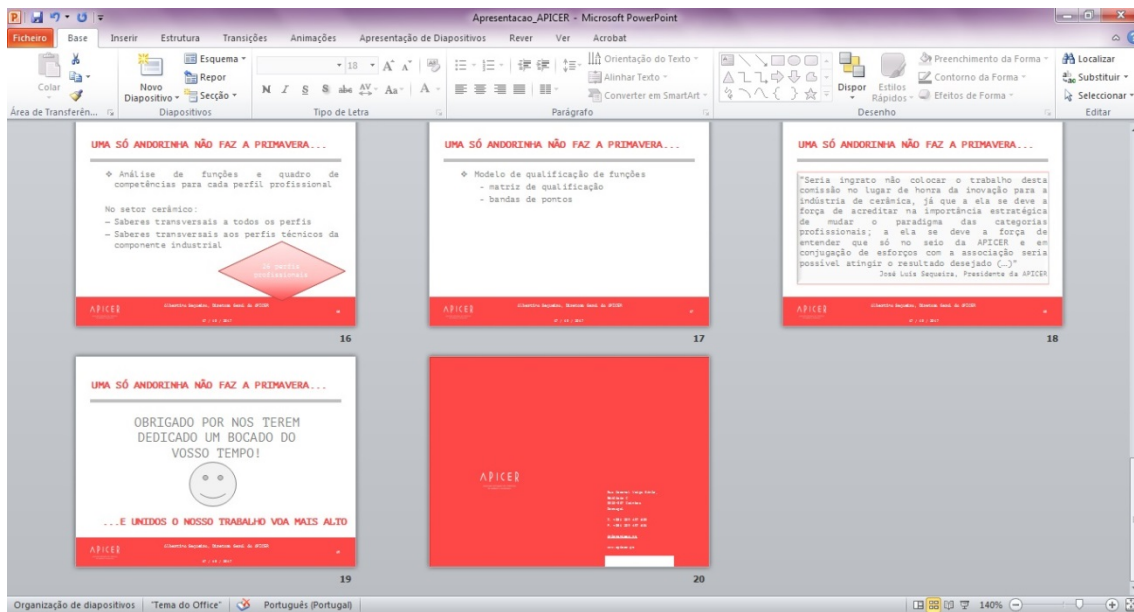 Apresentacao_APICER - Microsoft PowerPoint
Ficheiro Base Inserir Estrutura Transições Animações Apresentação de Diapositivos Rever Ver Acrobat
Colar
Área de Transferên...
Novo Diapositivo
Esquema
Repor
Secção
Diapositivos
18
N I S S abc AV Aa A
Tipo de Letra
Orientação do Texto
Alinhar Texto
Converter em SmartArt
Parágrafo
Dispor
Estilos Rápidos
Preenchimento da Forma
Contorno da Forma
Efeitos de Forma
Desenho
Localizar
Substituir
Seleccionar
Editar
UMA SÓ ANDORINHA NÃO FAZ A PRIMAVERA...
❖ Análise de funções e quadro de
competências para cada perfil profissional
No setor cerâmico:
– Saberes transversais a todos os perfis
– Saberes transversais aos perfis técnicos da
componente industrial
perfis
profissionais
APICER
16
UMA SÓ ANDORINHA NÃO FAZ A PRIMAVERA...
❖ Modelo de qualificação de funções
- matriz de qualificação
- bandas de pontos
APICER
17
UMA SÓ ANDORINHA NÃO FAZ A PRIMAVERA...
"Seria ingrato não colocar o trabalho desta
comissão no lugar de honra da inovação para a
indústria de cerâmica, já que a ela se deve a
força de acreditar na importância estratégica
de mudar o paradigma das categorias
profissionais; a ela se deve a força de
entender que só no seio da APICER e em
conjugação de esforços com a associação seria
possível atingir o resultado desejado (…)"
José Luís Sequeira, Presidente da APICER
APICER
18
UMA SÓ ANDORINHA NÃO FAZ A PRIMAVERA...
OBRIGADO POR NOS TEREM
DEDICADO UM BOCADO DO
VOSSO TEMPO!
...E UNIDOS O NOSSO TRABALHO VOA MAIS ALTO
APICER
19
APICER
20
Organização de diapositivos "Tema do Office" Português (Portugal) 140%